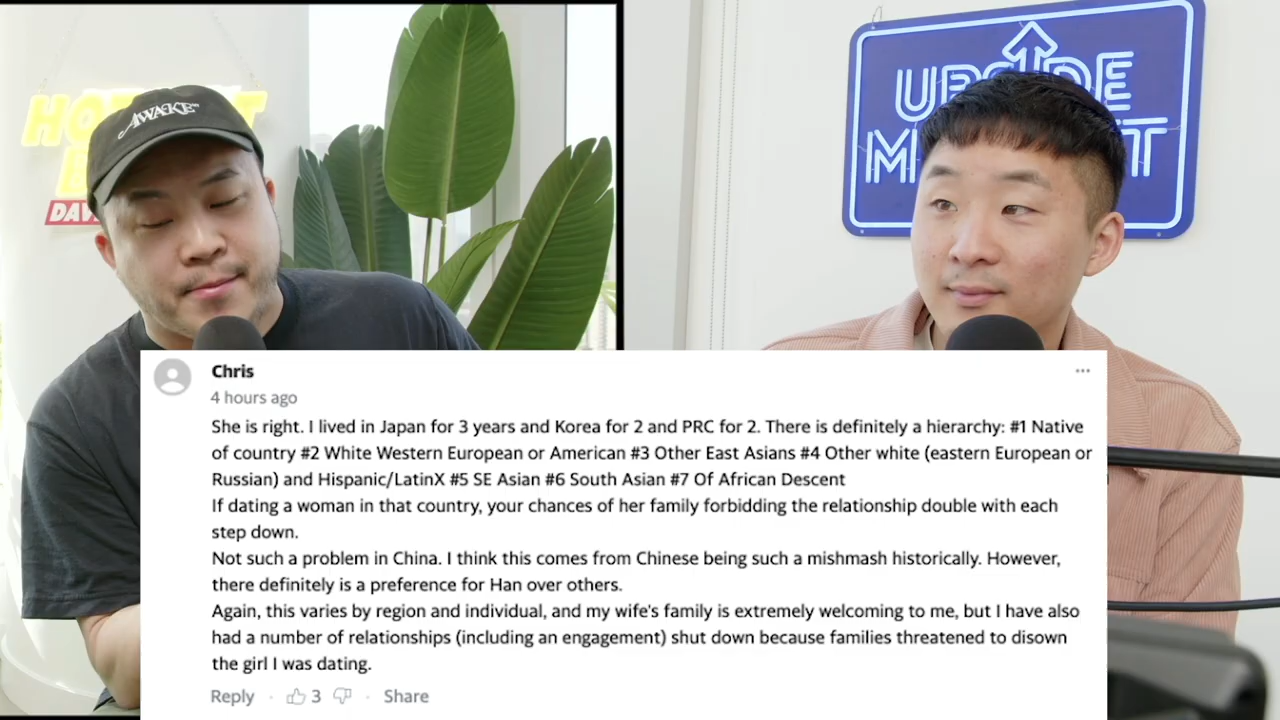 AWAKE
DAV
Chris
4 hours ago
She is right. I lived in Japan for 3 years and Korea for 2 and PRC for 2. There is definitely a hierarchy: #1 Native
of country #2 White Western European or American #3 Other East Asians #4 Other white (eastern European or
Russian) and Hispanic/LatinX #5 SE Asian #6 South Asian #7 Of African Descent
If dating a woman in that country, your chances of her family forbidding the relationship double with each
step down.
Not such a problem in China. I think this comes from Chinese being such a mishmash historically. However,
there definitely is a preference for Han over others.
Again, this varies by region and individual, and my wife's family is extremely welcoming to me, but I have also
had a number of relationships (including an engagement) shut down because families threatened to disown
the girl I was dating.
Reply · 3 · Share